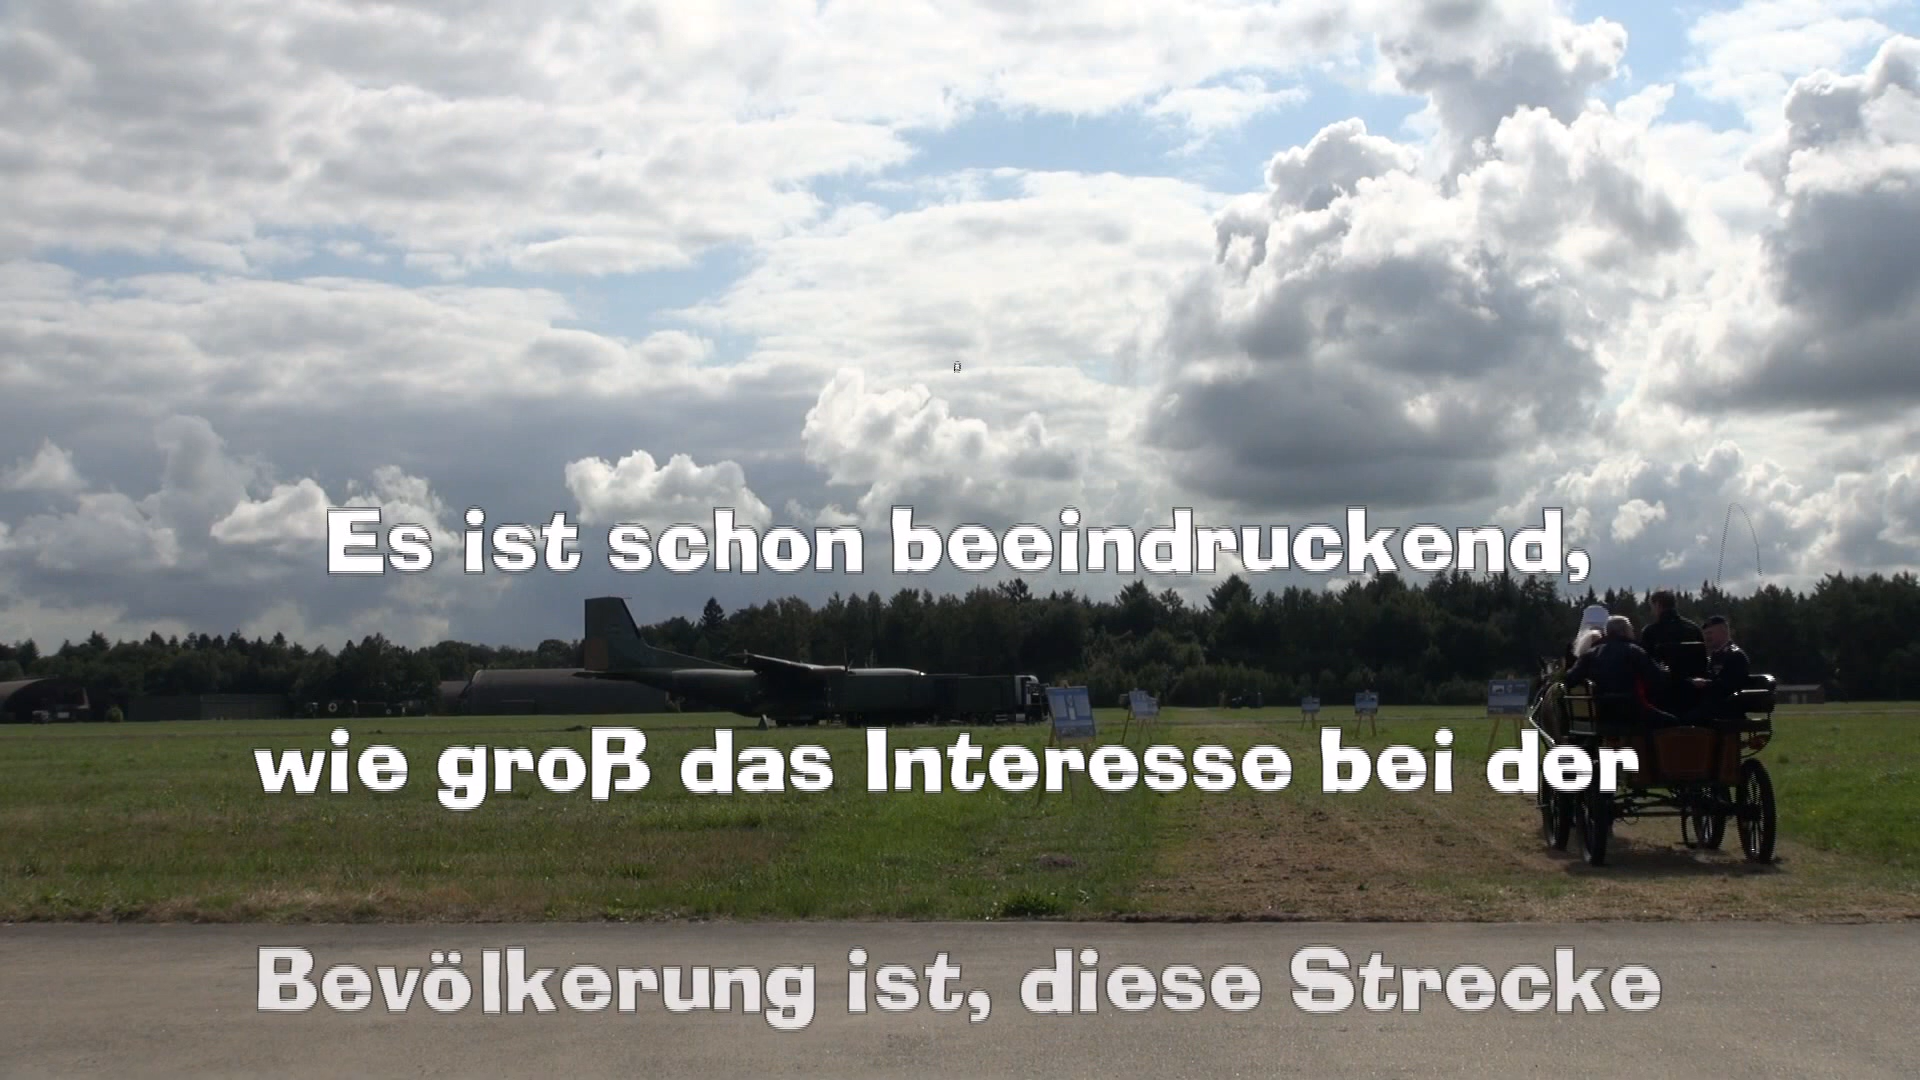 Es ist schon beeindruckend,
wie groß das Interesse bei der
Bevölkerung ist, diese Strecke